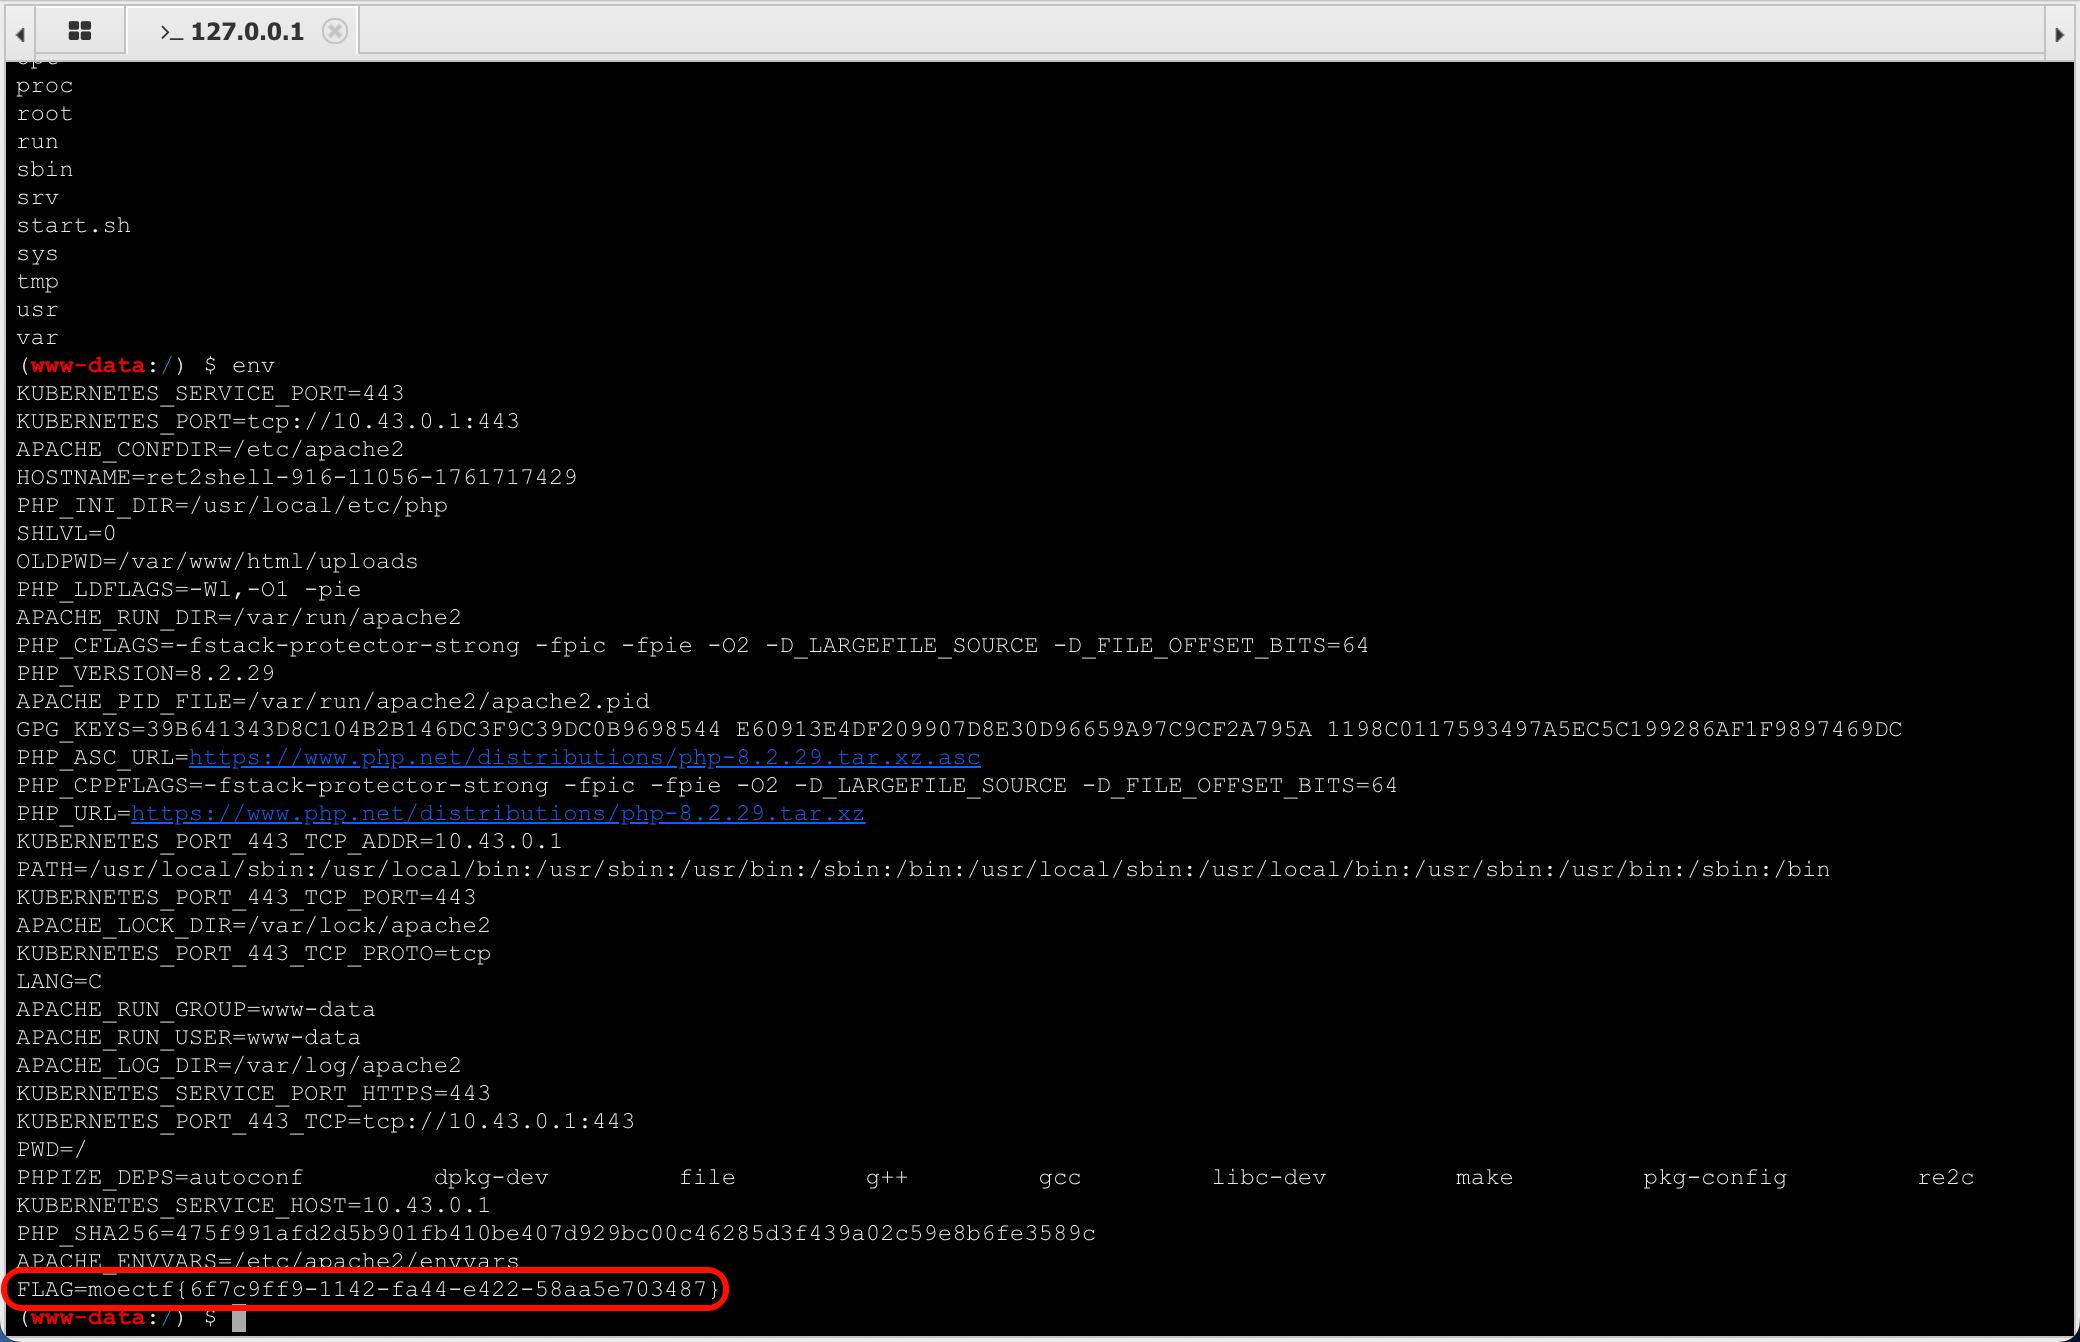 >_ 127.0.0.1
proc
root
run
sbin
srv
start.sh
sys
tmp
usr
var
(www-data:/) $ env
KUBERNETES_SERVICE_PORT=443
KUBERNETES_PORT=tcp://10.43.0.1:443
APACHE_CONFDIR=/etc/apache2
HOSTNAME=ret2shell-916-11056-1761717429
PHP_INI_DIR=/usr/local/etc/php
SHLVL=0
OLDPWD=/var/www/html/uploads
PHP_LDFLAGS=-Wl,-O1 -pie
APACHE_RUN_DIR=/var/run/apache2
PHP_CFLAGS=-fstack-protector-strong -fpic -fpie -O2 -D_LARGEFILE_SOURCE -D_FILE_OFFSET_BITS=64
PHP_VERSION=8.2.29
APACHE_PID_FILE=/var/run/apache2/apache2.pid
GPG_KEYS=39B641343D8C104B2B146DC3F9C39DC0B9698544 E60913E4DF209907D8E30D96659A97C9CF2A795A 1198C0117593497A5EC5C199286AF1F9897469DC
PHP_ASC_URL=https://www.php.net/distributions/php-8.2.29.tar.xz.asc
PHP_CPPFLAGS=-fstack-protector-strong -fpic -fpie -O2 -D_LARGEFILE_SOURCE -D_FILE_OFFSET_BITS=64
PHP_URL=https://www.php.net/distributions/php-8.2.29.tar.xz
KUBERNETES_PORT_443_TCP_ADDR=10.43.0.1
PATH=/usr/local/sbin:/usr/local/bin:/usr/sbin:/usr/bin:/sbin:/bin:/usr/local/sbin:/usr/local/bin:/usr/sbin:/usr/bin:/sbin:/bin
KUBERNETES_PORT_443_TCP_PORT=443
APACHE_LOCK_DIR=/var/lock/apache2
KUBERNETES_PORT_443_TCP_PROTO=tcp
LANG=C
APACHE_RUN_GROUP=www-data
APACHE_RUN_USER=www-data
APACHE_LOG_DIR=/var/log/apache2
KUBERNETES_SERVICE_PORT_HTTPS=443
KUBERNETES_PORT_443_TCP=tcp://10.43.0.1:443
PWD=/
PHPIZE_DEPS=autoconf dpkg-dev file g++ gcc libc-dev make pkg-config re2c
KUBERNETES_SERVICE_HOST=10.43.0.1
PHP_SHA256=475f991afd2d5b901fb410be407d929bc00c46285d3f439a02c59e8b6fe3589c
APACHE_ENVVARS=/etc/apache2/envvars
FLAG=moectf{6f7c9ff9-1142-fa44-e422-58aa5e703487}
(www-data:/) $